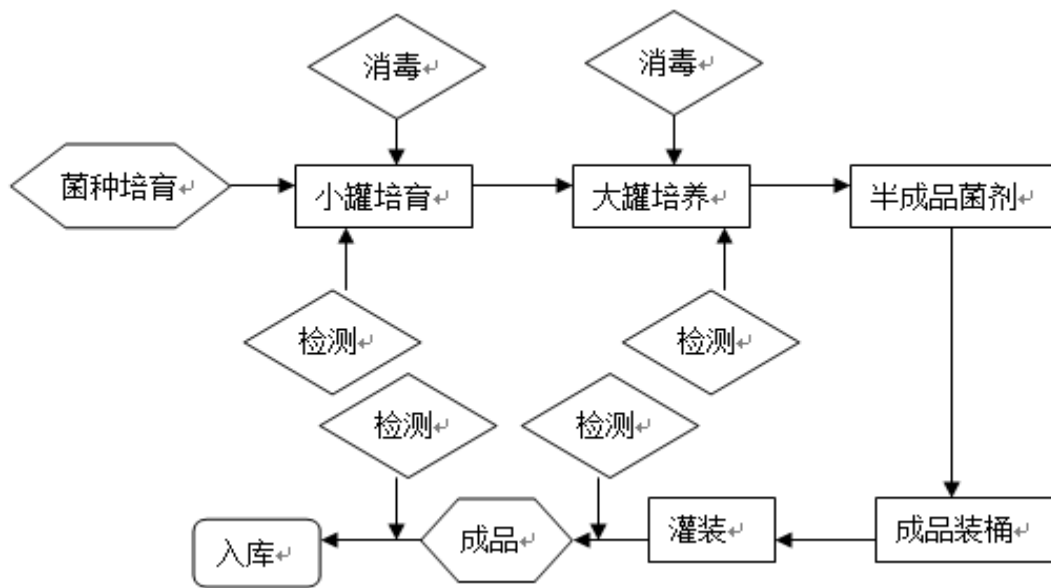 消毒↵
消毒↵
菌种培育↵
小罐培育↵
大罐培养↵
半成品菌剂↵
检测↵
检测↵
检测↵
检测↵
入库↵
成品↵
灌装↵
成品装桶↵